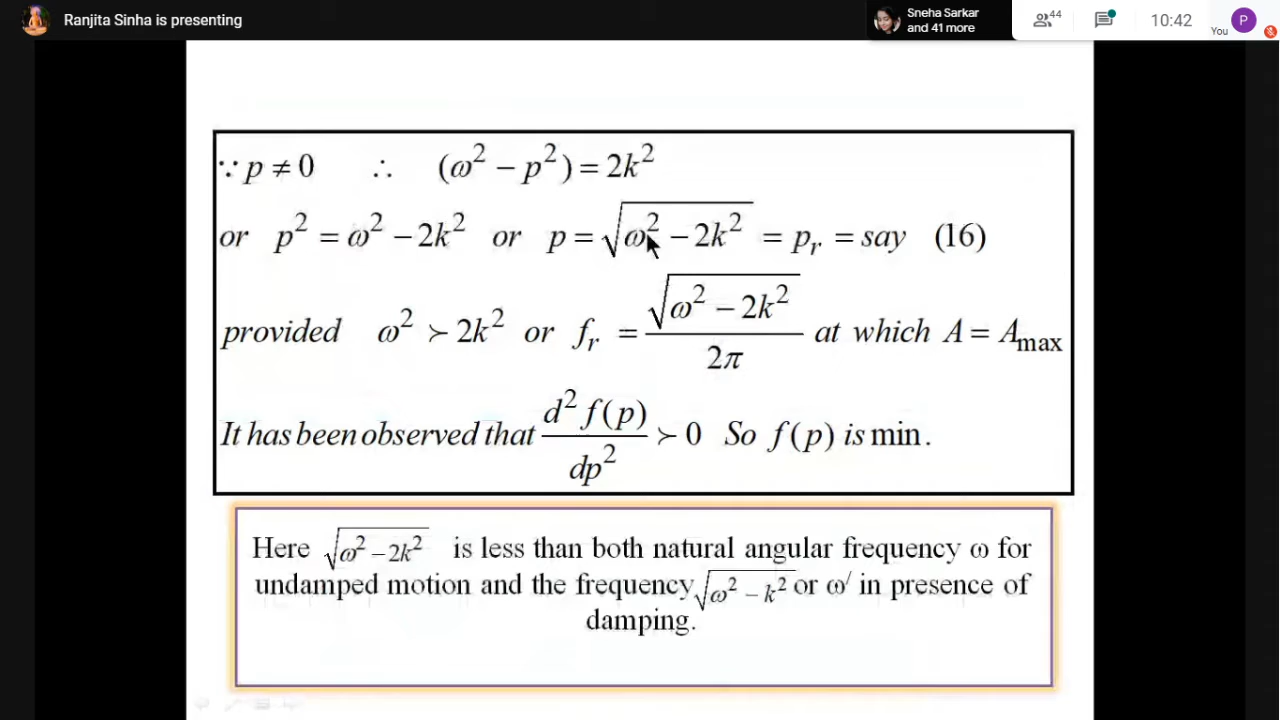 Ranjita Sinha is presenting
Sneha Sarkar
and 41 more
44
10:42
You
P
∵ p ≠ 0 ∴ (ω² − p²) = 2k²
or p² = ω² − 2k² or p = √(ω² − 2k²) = pᵣ = say (16)
provided ω² ≻ 2k² or fᵣ = √(ω² − 2k²) / 2π at which A = Amax
It has been observed that d² f(p) / dp² ≻ 0 So f(p) is min.
Here √(ω² − 2k²) is less than both natural angular frequency ω for
undamped motion and the frequency √(ω² − k²) or ω/ in presence of
damping.